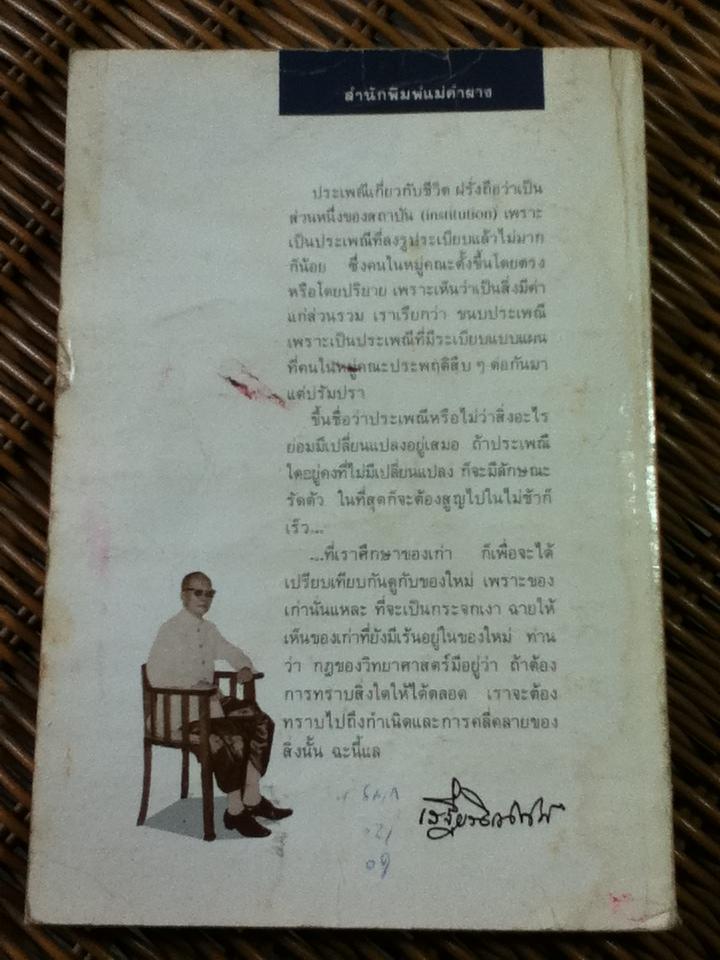 สำนักพิมพ์แม่คำผาง
ประเพณีเกี่ยวกับชีวิต ฝรั่งถือว่าเป็น
ส่วนหนึ่งของสถาบัน (institution) เพราะ
เป็นประเพณีที่ลงรูประเบียบแล้วไม่มาก
ก็น้อย ซึ่งคนในหมู่คณะตั้งขึ้นโดยตรง
หรือโดยปริยาย เพราะเห็นว่าเป็นสิ่งมีค่า
แก่ส่วนรวม เราเรียกว่า ขนบประเพณี
เพราะเป็นประเพณีที่มีระเบียบแบบแผน
ที่คนในหมู่คณะประพฤติสืบ ๆ ต่อกันมา
แต่ปรัมปรา
ขึ้นชื่อว่าประเพณีหรือไม่ว่าสิ่งอะไร
ย่อมมีเปลี่ยนแปลงอยู่เสมอ ถ้าประเพณี
ใดอยู่คงที่ไม่มีเปลี่ยนแปลง ก็จะมีลักษณะ
รัดตัว ในที่สุดก็จะต้องสูญไปในไม่ช้าก็
เร็ว...
...ที่เราศึกษาของเก่า ก็เพื่อจะได้
เปรียบเทียบกันดูกับของใหม่ เพราะของ
เก่านั่นแหละ ที่จะเป็นกระจกเงา ฉายให้
เห็นของเก่าที่ยังมีเร้นอยู่ในของใหม่ ท่าน
ว่า กฎของวิทยาศาสตร์มีอยู่ว่า ถ้าต้อง
การทราบสิ่งใดให้ได้ตลอด เราจะต้อง
ทราบไปถึงกำเนิดและการคลี่คลายของ
สิ่งนั้น ฉะนี้แล